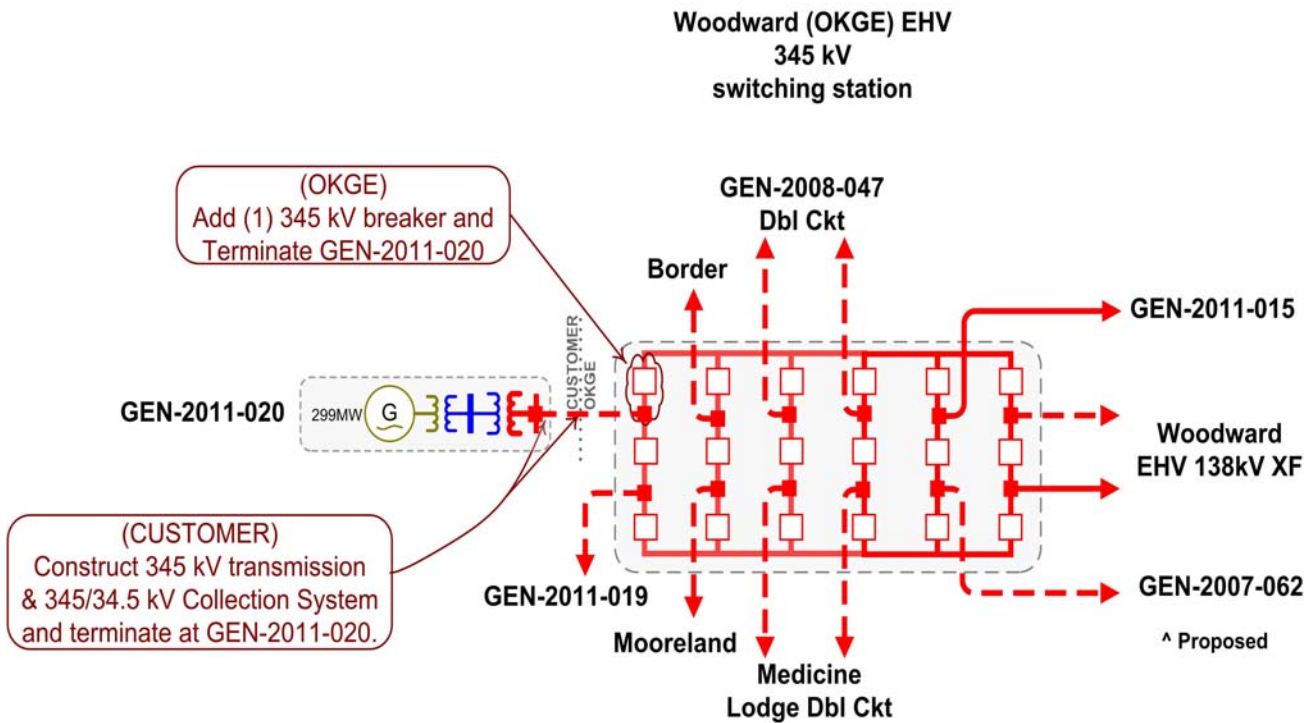 Woodward (OKGE) EHV
345 kV
switching station
(OKGE)
Add (1) 345 kV breaker and
Terminate GEN-2011-020
GEN-2008-047
Dbl Ckt
Border
GEN-2011-015
CUSTOMER
OKGE
GEN-2011-020
299MW
G
Woodward
EHV 138kV XF
(CUSTOMER)
Construct 345 kV transmission
& 345/34.5 kV Collection System
and terminate at GEN-2011-020.
GEN-2011-019
Mooreland
Medicine
Lodge Dbl Ckt
GEN-2007-062
^ Proposed